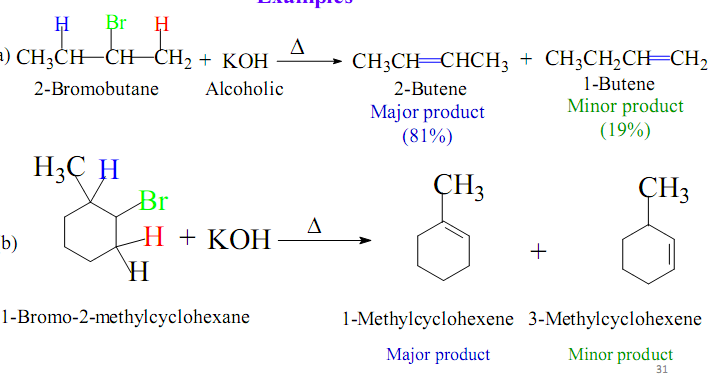 Examples
H Br H
a) CH₃CH—CH—CH₂ + KOH Δ CH₃CH=CHCH₃ + CH₃CH₂CH=CH₂
2-Bromobutane Alcoholic 2-Butene 1-Butene
Major product Minor product
(81%) (19%)
H₃C H CH₃ CH₃
Br
b) H + KOH Δ +
H
1-Bromo-2-methylcyclohexane 1-Methylcyclohexene 3-Methylcyclohexene
Major product Minor product
31